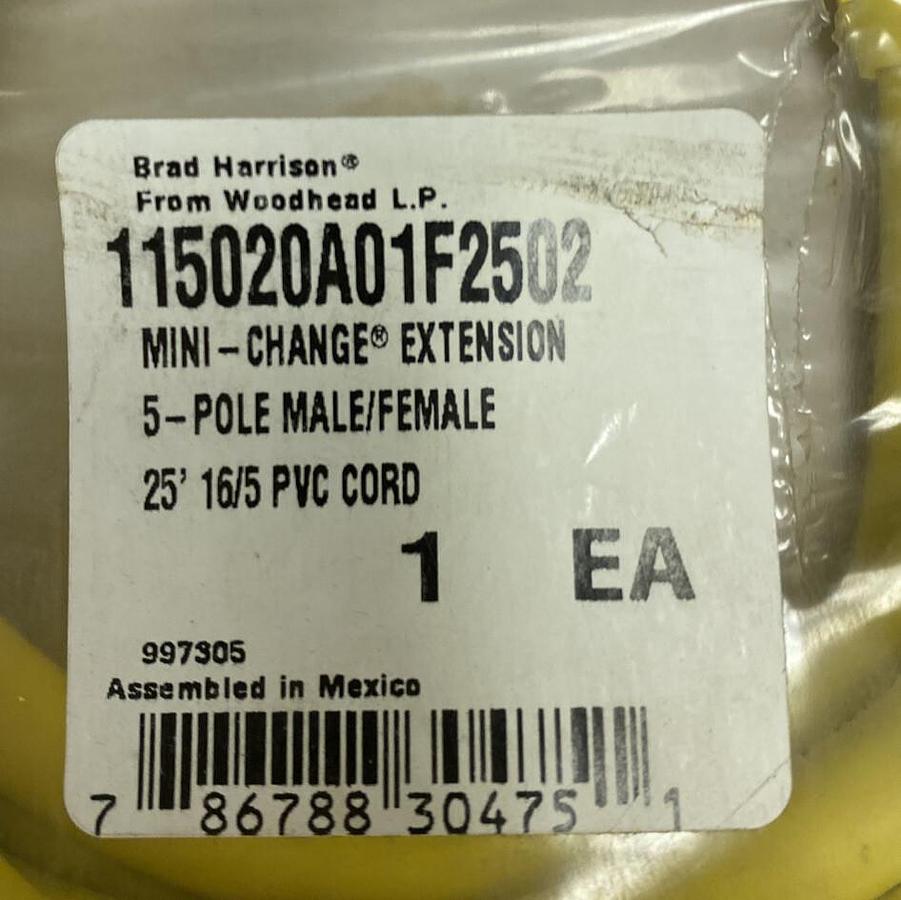 Brad Harrison®
From Woodhead L.P.
115020A01F2502
MINI-CHANGE® EXTENSION
5-POLE MALE/FEMALE
25' 16/5 PVC CORD
1 EA
997305
Assembled in Mexico
7 86788 30475 1